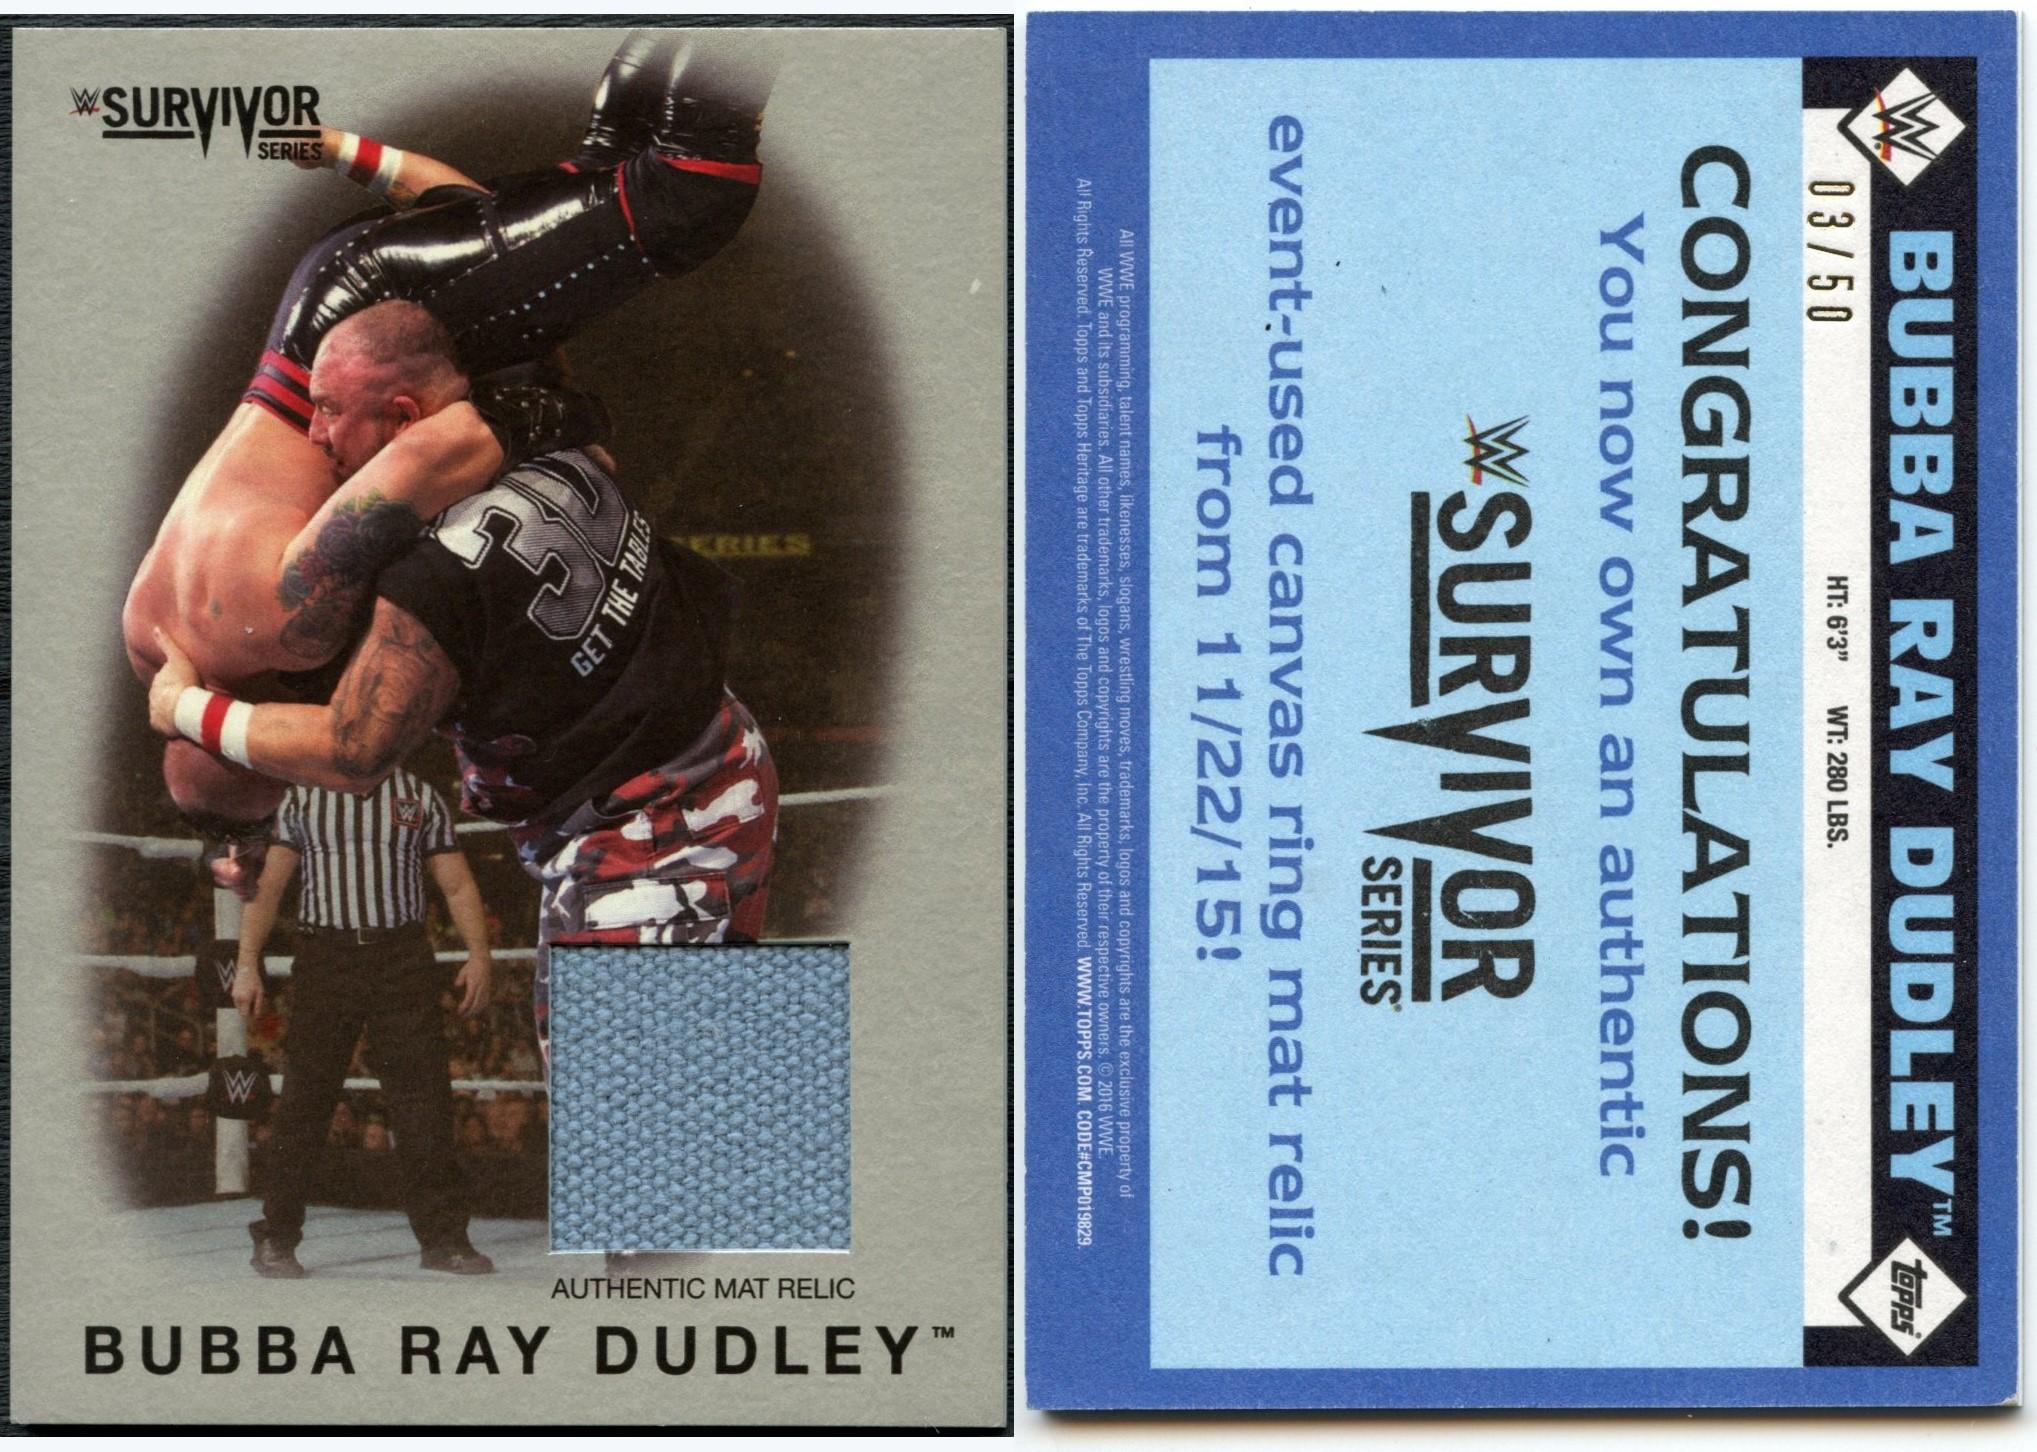 W SURVIVOR
SERIES
3D
GET THE TABLES
SERIES
W
W
W
AUTHENTIC MAT RELIC
BUBBA RAY DUDLEY™
W
BUBBA RAY DUDLEY™
topps
03/50
HT: 6'3" WT: 280 LBS.
CONGRATULATIONS!
You now own an authentic
W SURVIVOR
SERIES
event-used canvas ring mat relic
from 11/22/15!
All WWE programming, talent names, likenesses, slogans, wrestling moves, trademarks, logos and copyrights are the exclusive property of
WWE and its subsidiaries. All other trademarks, logos and copyrights are the property of their respective owners. © 2016 WWE.
All Rights Reserved. Topps and Topps Heritage are trademarks of The Topps Company, Inc. All Rights Reserved. WWW.TOPPS.COM. CODE#CMP019829.